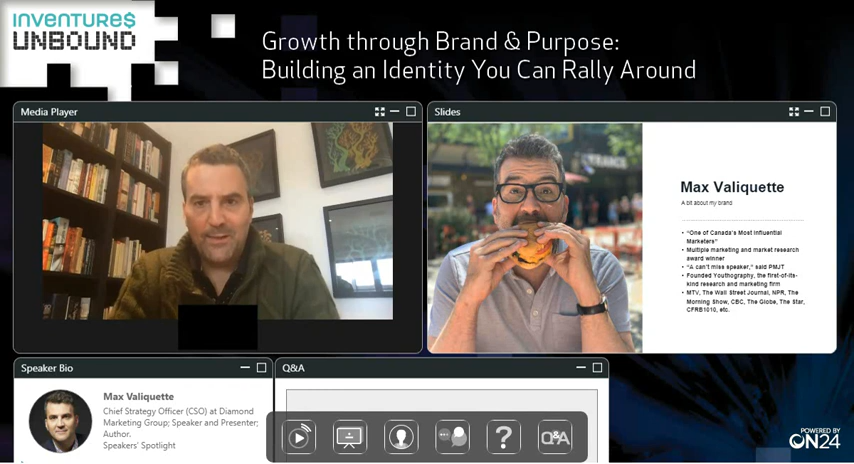 INVENTURE$
UNBOUND
Growth through Brand & Purpose:
Building an Identity You Can Rally Around
Media Player
Slides
Max Valiquette
A bit about my brand
• "One of Canada's Most Influential
Marketers"
• Multiple marketing and market research
award winner
• "A can't miss speaker," said PMJT
• Founded Youthography, the first-of-its-
kind research and marketing firm
• MTV, The Wall Street Journal, NPR, The
Morning Show, CBC, The Globe, The Star,
CFRB1010, etc.
Speaker Bio
Q&A
Max Valiquette
Chief Strategy Officer (CSO) at Diamond
Marketing Group; Speaker and Presenter;
Author.
Speakers' Spotlight
?
Q&A
POWERED BY
ON24